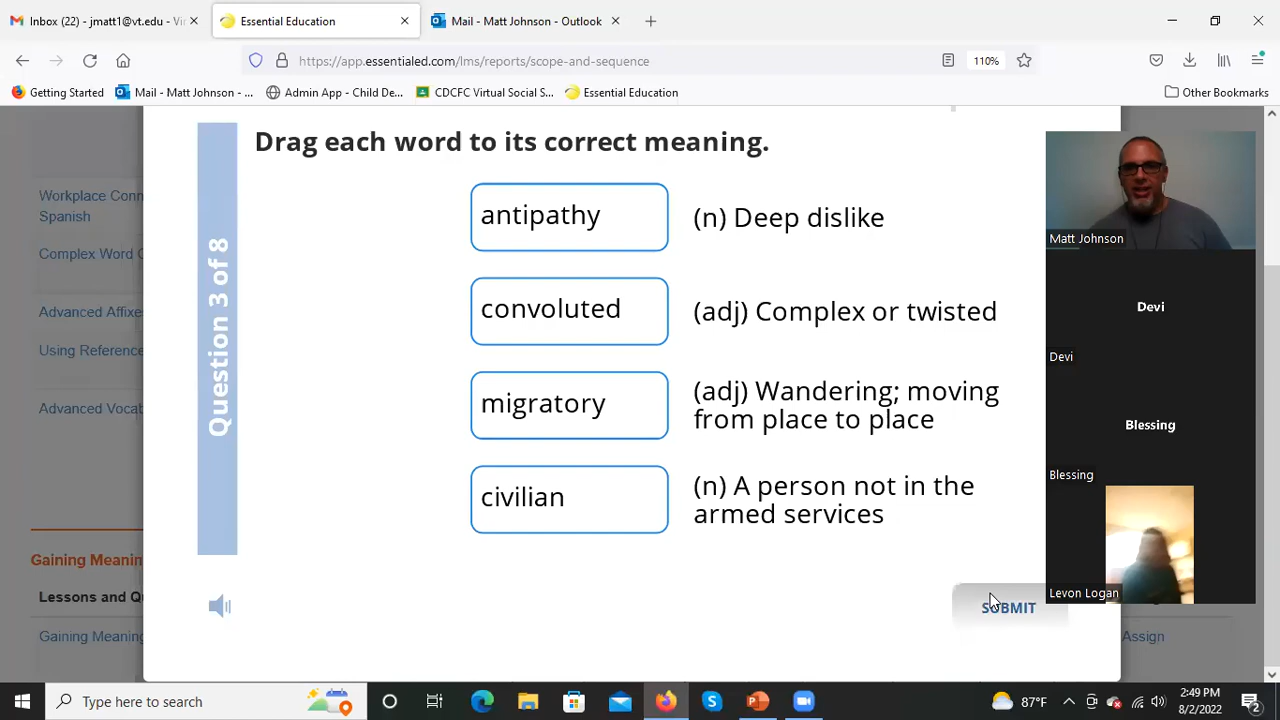 Inbox (22) - jmatt1@vt.edu - Vir
Essential Education
Mail - Matt Johnson - Outlook
https://app.essentialed.com/lms/reports/scope-and-sequence
110%
Getting Started
Mail - Matt Johnson - ...
Admin App - Child De...
CDCFC Virtual Social S...
Essential Education
Other Bookmarks
Workplace Conn
Spanish
Complex Word C
Advanced Affixe
Using Reference
Advanced Vocab
Gaining Meanin
Lessons and Qu
Gaining Meaning
Assign
Question 3 of 8
Drag each word to its correct meaning.
antipathy
(n) Deep dislike
convoluted
(adj) Complex or twisted
migratory
(adj) Wandering; moving
from place to place
civilian
(n) A person not in the
armed services
SUBMIT
Matt Johnson
Devi
Devi
Blessing
Blessing
Levon Logan
Type here to search
87°F
2:49 PM
8/2/2022
2